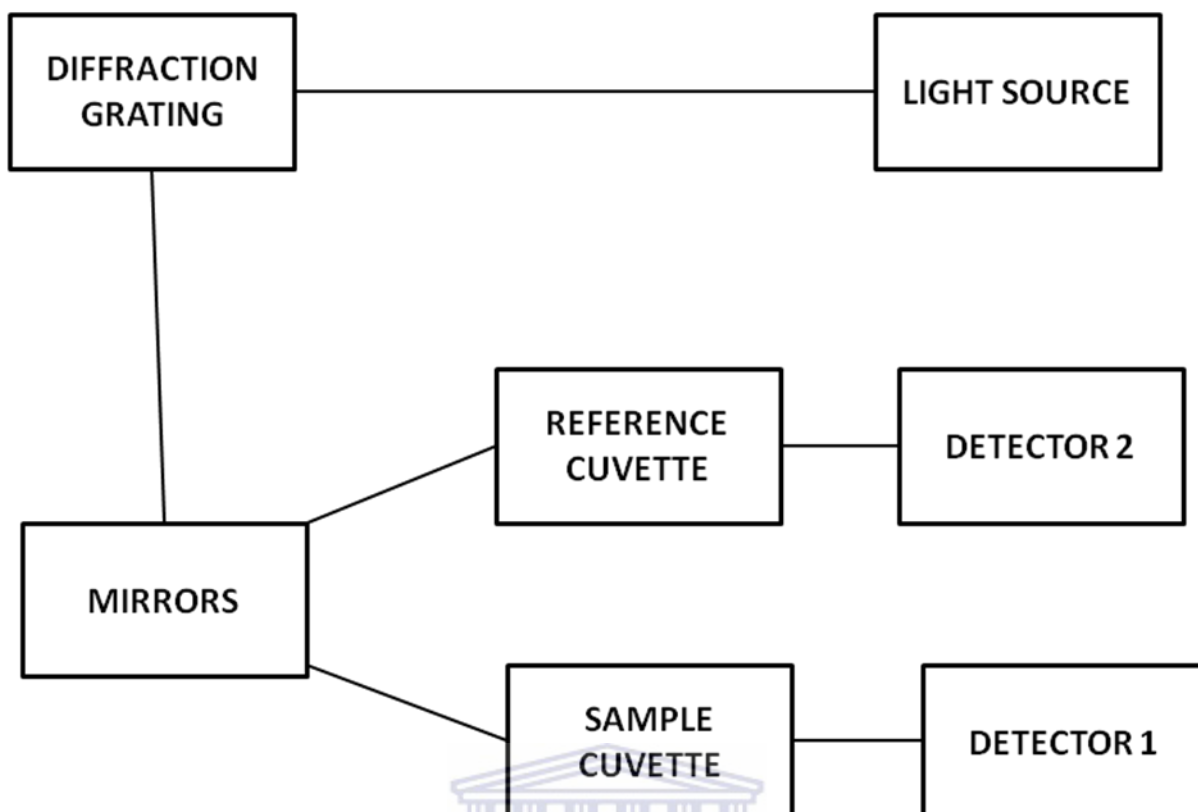 DIFFRACTION
GRATING
LIGHT SOURCE
REFERENCE
CUVETTE
DETECTOR 2
MIRRORS
SAMPLE
CUVETTE
DETECTOR 1